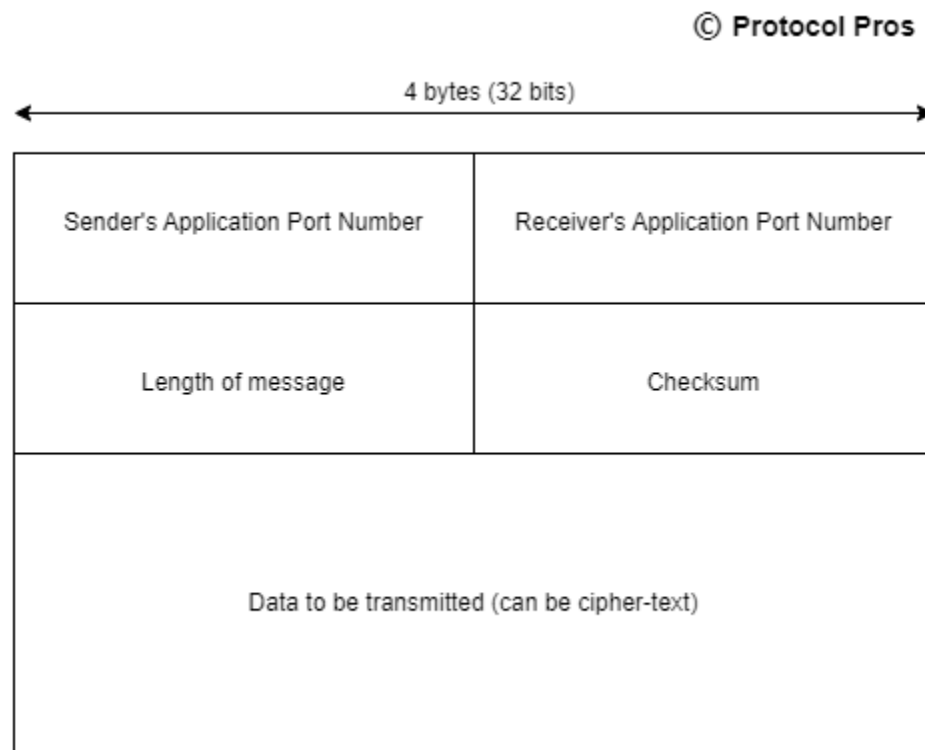 © Protocol Pros
4 bytes (32 bits)
Sender's Application Port Number
Receiver's Application Port Number
Length of message
Checksum
Data to be transmitted (can be cipher-text)